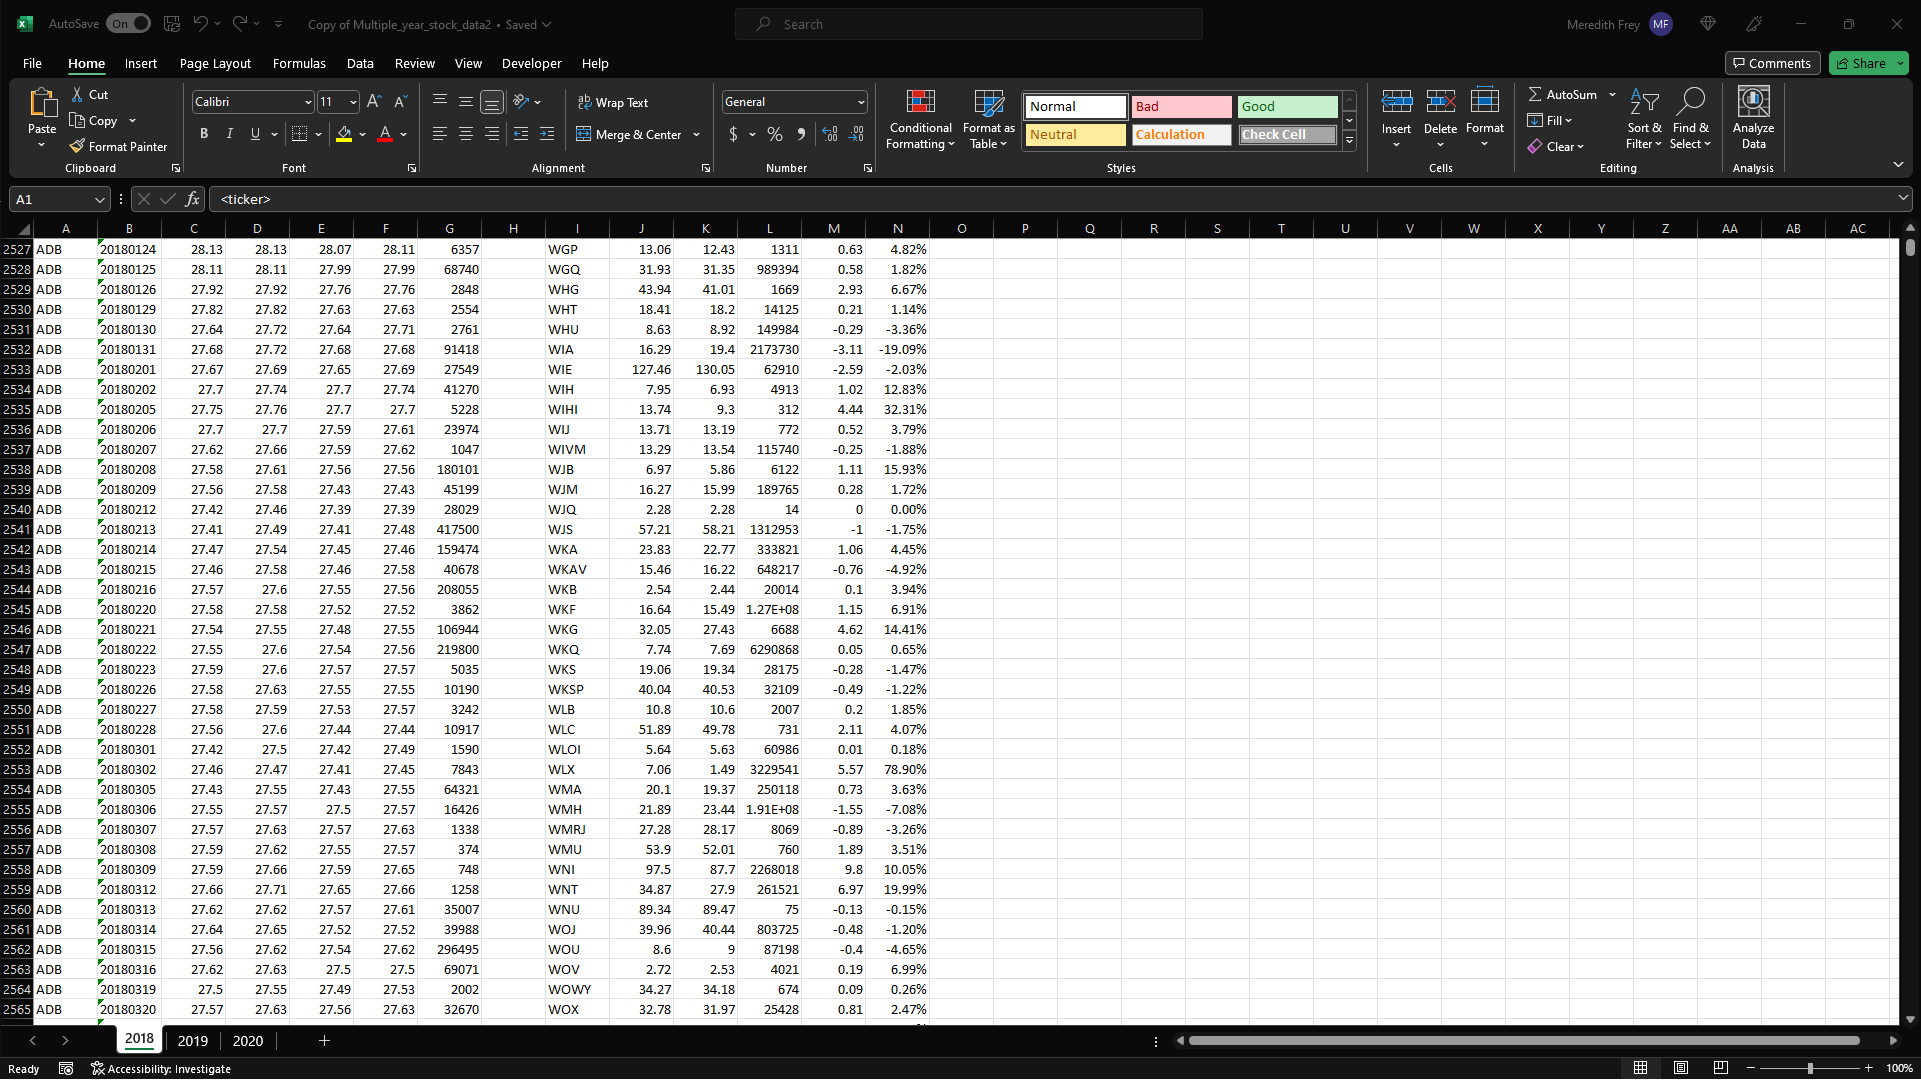 AutoSave On Copy of Multiple_year_stock_data2 • Saved Search Meredith Frey MF
File Home Insert Page Layout Formulas Data Review View Developer Help Comments Share
Paste Cut Copy Format Painter Clipboard
Calibri 11 B I U A A A Font
ab Wrap Text Merge & Center Alignment
General $ % 9 Number
Conditional Formatting Format as Table Normal Bad Good Neutral Calculation Check Cell Styles
Insert Delete Format Cells
AutoSum Fill Clear Sort & Filter Find & Select Editing
Analyze Data Analysis
A1 fx <ticker>
A B C D E F G H I J K L M N O P Q R S T U V W X Y Z AA AB AC
2527 ADB 20180124 28.13 28.13 28.07 28.11 6357 WGP 13.06 12.43 1311 0.63 4.82%
2528 ADB 20180125 28.11 28.11 27.99 27.99 68740 WGQ 31.93 31.35 989394 0.58 1.82%
2529 ADB 20180126 27.92 27.92 27.76 27.76 2848 WHG 43.94 41.01 1669 2.93 6.67%
2530 ADB 20180129 27.82 27.82 27.63 27.63 2554 WHT 18.41 18.2 14125 0.21 1.14%
2531 ADB 20180130 27.64 27.72 27.64 27.71 2761 WHU 8.63 8.92 149984 -0.29 -3.36%
2532 ADB 20180131 27.68 27.72 27.68 27.68 91418 WIA 16.29 19.4 2173730 -3.11 -19.09%
2533 ADB 20180201 27.67 27.69 27.65 27.69 27549 WIE 127.46 130.05 62910 -2.59 -2.03%
2534 ADB 20180202 27.7 27.74 27.7 27.74 41270 WIH 7.95 6.93 4913 1.02 12.83%
2535 ADB 20180205 27.75 27.76 27.7 27.7 5228 WIHI 13.74 9.3 312 4.44 32.31%
2536 ADB 20180206 27.7 27.7 27.59 27.61 23974 WIJ 13.71 13.19 772 0.52 3.79%
2537 ADB 20180207 27.62 27.66 27.59 27.62 1047 WIVM 13.29 13.54 115740 -0.25 -1.88%
2538 ADB 20180208 27.58 27.61 27.56 27.56 180101 WJB 6.97 5.86 6122 1.11 15.93%
2539 ADB 20180209 27.56 27.58 27.43 27.43 45199 WJM 16.27 15.99 189765 0.28 1.72%
2540 ADB 20180212 27.42 27.46 27.39 27.39 28029 WJQ 2.28 2.28 14 0 0.00%
2541 ADB 20180213 27.41 27.49 27.41 27.48 417500 WJS 57.21 58.21 1312953 -1 -1.75%
2542 ADB 20180214 27.47 27.54 27.45 27.46 159474 WKA 23.83 22.77 333821 1.06 4.45%
2543 ADB 20180215 27.46 27.58 27.46 27.58 40678 WKAV 15.46 16.22 648217 -0.76 -4.92%
2544 ADB 20180216 27.57 27.6 27.55 27.56 208055 WKB 2.54 2.44 20014 0.1 3.94%
2545 ADB 20180220 27.58 27.58 27.52 27.52 3862 WKF 16.64 15.49 1.27E+08 1.15 6.91%
2546 ADB 20180221 27.54 27.55 27.48 27.55 106944 WKG 32.05 27.43 6688 4.62 14.41%
2547 ADB 20180222 27.55 27.6 27.54 27.56 219800 WKQ 7.74 7.69 6290868 0.05 0.65%
2548 ADB 20180223 27.59 27.6 27.57 27.57 5035 WKS 19.06 19.34 28175 -0.28 -1.47%
2549 ADB 20180226 27.58 27.63 27.55 27.55 10190 WKSP 40.04 40.53 32109 -0.49 -1.22%
2550 ADB 20180227 27.58 27.59 27.53 27.57 3242 WLB 10.8 10.6 2007 0.2 1.85%
2551 ADB 20180228 27.56 27.6 27.44 27.44 10917 WLC 51.89 49.78 731 2.11 4.07%
2552 ADB 20180301 27.42 27.5 27.42 27.49 1590 WLOI 5.64 5.63 60986 0.01 0.18%
2553 ADB 20180302 27.46 27.47 27.41 27.45 7843 WLX 7.06 1.49 3229541 5.57 78.90%
2554 ADB 20180305 27.43 27.55 27.43 27.55 64321 WMA 20.1 19.37 250118 0.73 3.63%
2555 ADB 20180306 27.55 27.57 27.5 27.57 16426 WMH 21.89 23.44 1.91E+08 -1.55 -7.08%
2556 ADB 20180307 27.57 27.63 27.57 27.63 1338 WMRJ 27.28 28.17 8069 -0.89 -3.26%
2557 ADB 20180308 27.59 27.62 27.55 27.57 374 WMU 53.9 52.01 760 1.89 3.51%
2558 ADB 20180309 27.59 27.66 27.59 27.65 748 WNI 97.5 87.7 2268018 9.8 10.05%
2559 ADB 20180312 27.66 27.71 27.65 27.66 1258 WNT 34.87 27.9 261521 6.97 19.99%
2560 ADB 20180313 27.62 27.62 27.57 27.61 35007 WNU 89.34 89.47 75 -0.13 -0.15%
2561 ADB 20180314 27.64 27.65 27.52 27.52 39988 WOJ 39.96 40.44 803725 -0.48 -1.20%
2562 ADB 20180315 27.56 27.62 27.54 27.62 296495 WOU 8.6 9 87198 -0.4 -4.65%
2563 ADB 20180316 27.62 27.63 27.5 27.5 69071 WOV 2.72 2.53 4021 0.19 6.99%
2564 ADB 20180319 27.5 27.55 27.49 27.53 2002 WOWY 34.27 34.18 674 0.09 0.26%
2565 ADB 20180320 27.57 27.63 27.56 27.63 32670 WOX 32.78 31.97 25428 0.81 2.47%
2018 2019 2020
Ready Accessibility: Investigate 100%